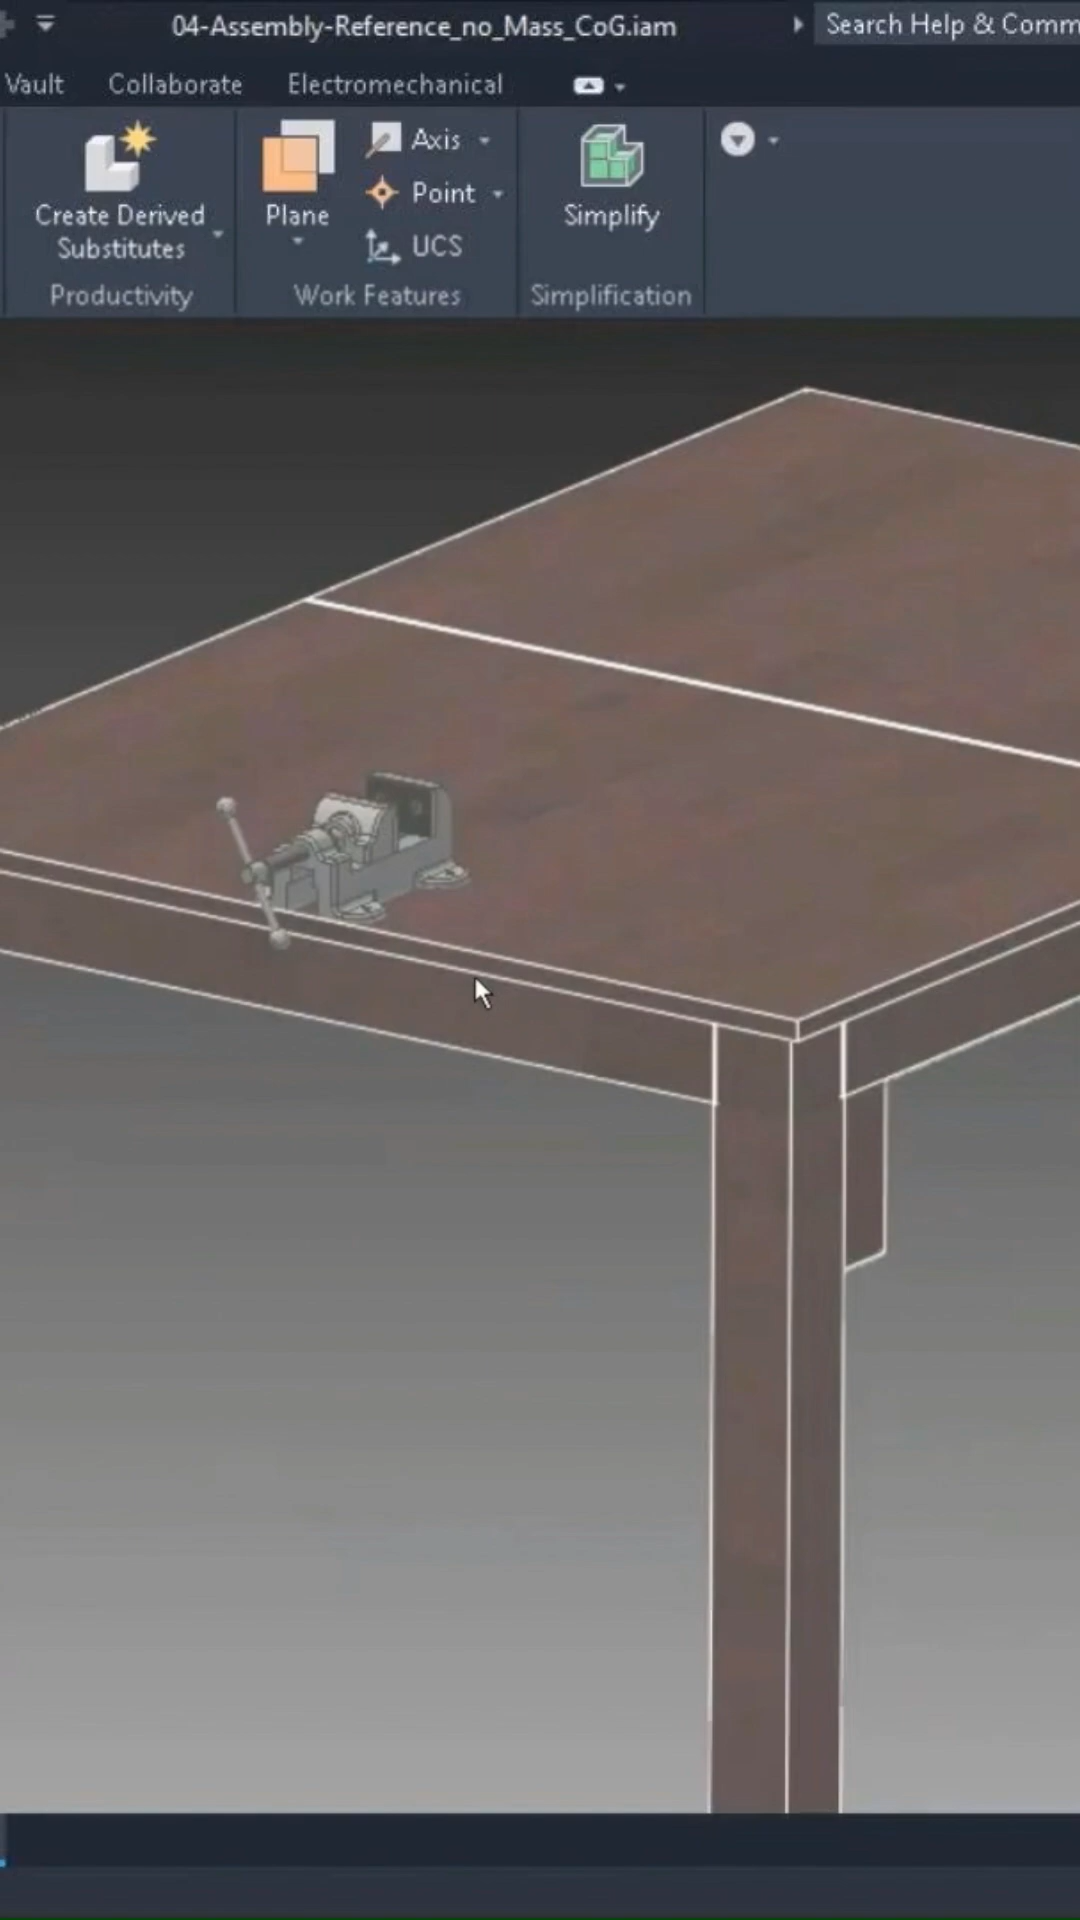 04-Assembly-Reference_no_Mass_CoG.iam
Search Help & Comm
Vault
Collaborate
Electromechanical
Create Derived
Substitutes
Productivity
Plane
Axis
Point
UCS
Work Features
Simplify
Simplification